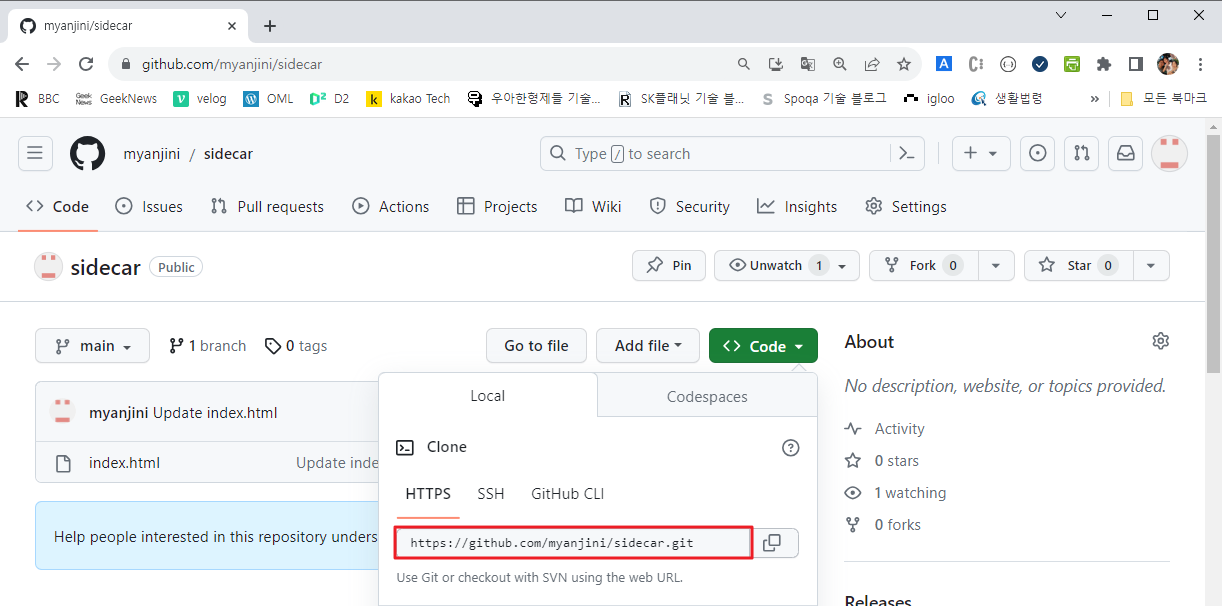 myanjini/sidecar
github.com/myanjini/sidecar
BBC
GeekNews
velog
OML
D2
kakao Tech
우아한형제들 기술...
SK플래닛 기술 블...
Spoqa 기술 블로그
igloo
생활법령
»
모든 북마크
myanjini / sidecar
Type / to search
Code
Issues
Pull requests
Actions
Projects
Wiki
Security
Insights
Settings
sidecar
Public
Pin
Unwatch 1
Fork 0
Star 0
main
1 branch
0 tags
Go to file
Add file
Code
About
No description, website, or topics provided.
Activity
0 stars
1 watching
0 forks
Releases
myanjini Update index.html
index.html
Update inde
Help people interested in this repository unders
Local
Codespaces
Clone
HTTPS
SSH
GitHub CLI
https://github.com/myanjini/sidecar.git
Use Git or checkout with SVN using the web URL.